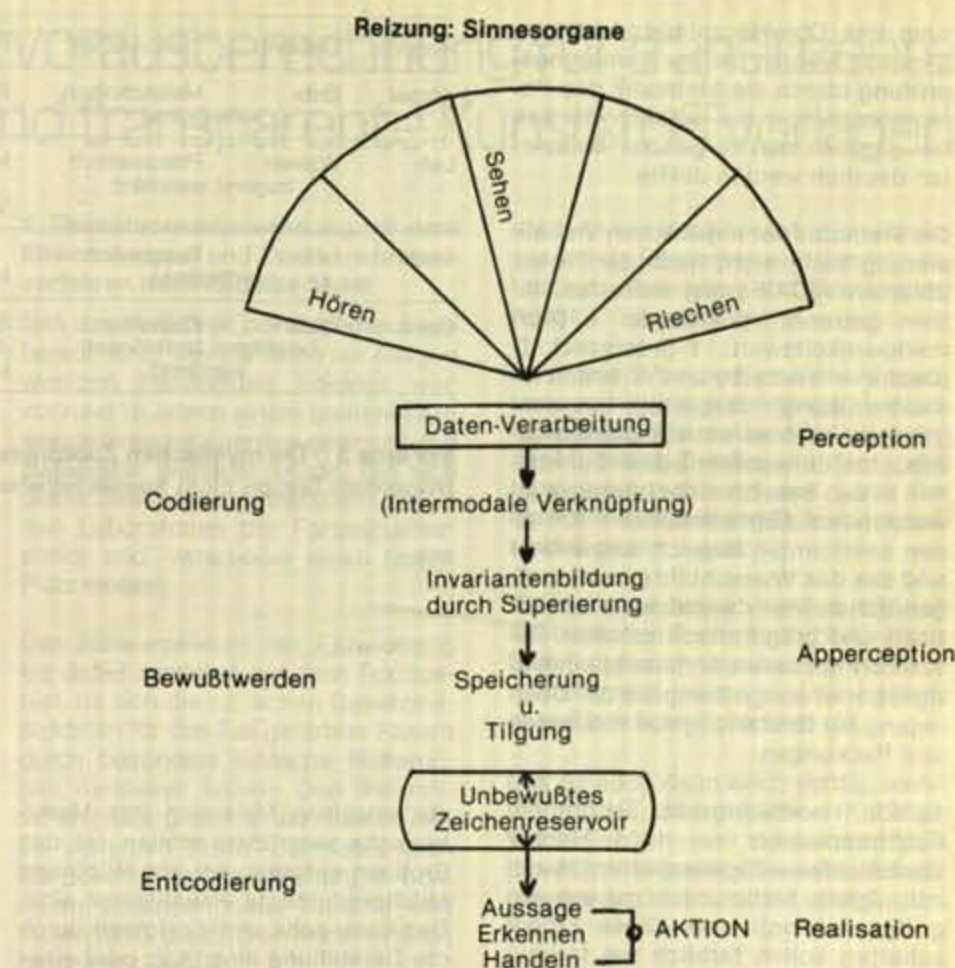 Reizung: Sinnesorgane
Hören
Sehen
Riechen
Daten-Verarbeitung
Perception
Codierung
(Intermodale Verknüpfung)
Invariantenbildung
durch Superierung
Apperception
Bewußtwerden
Speicherung
u.
Tilgung
Unbewußtes
Zeichenreservoir
Entcodierung
Aussage
Erkennen
Handeln
AKTION
Realisation